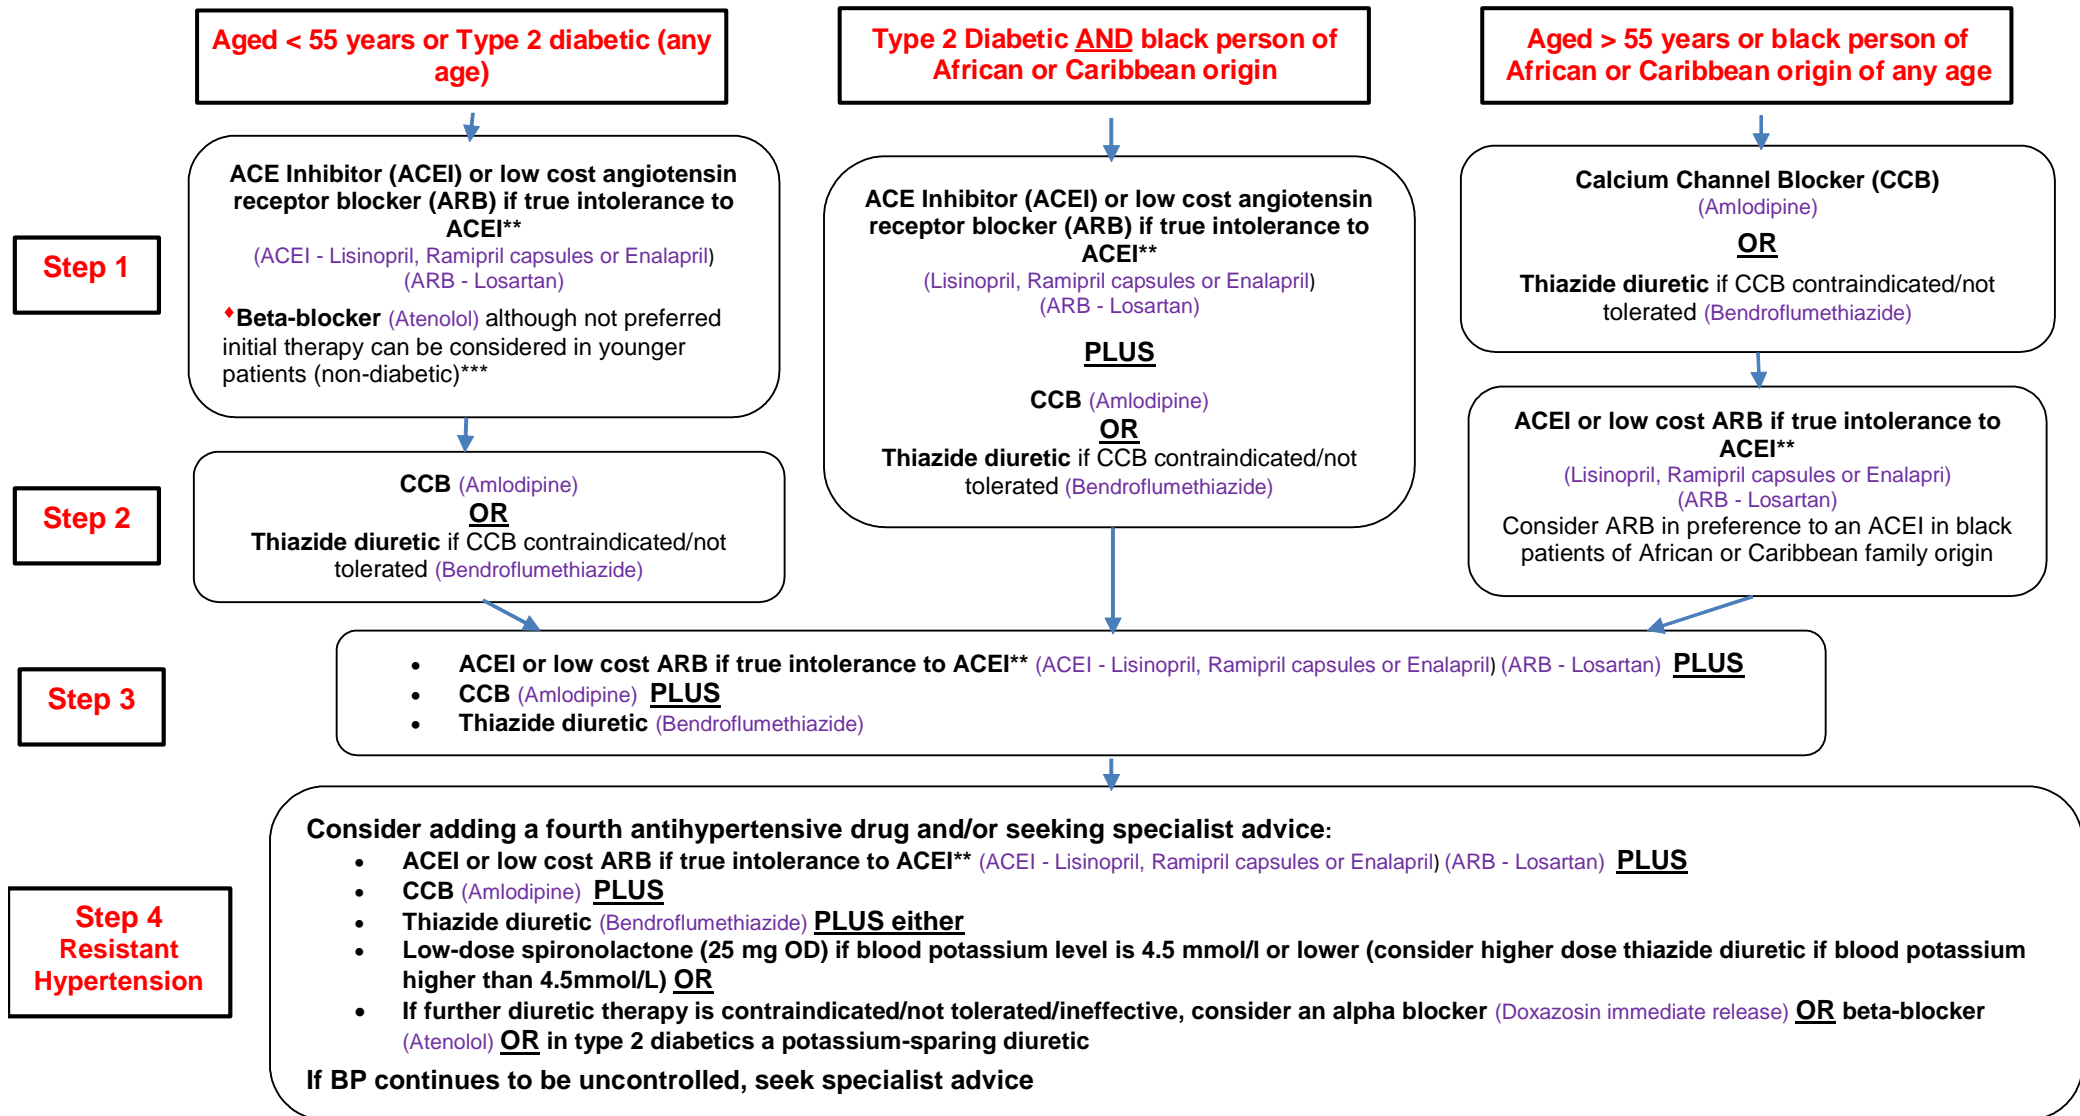 Aged < 55 years or Type 2 diabetic (any
age)
Type 2 Diabetic AND black person of
African or Caribbean origin
Aged > 55 years or black person of
African or Caribbean origin of any age
Step 1
ACE Inhibitor (ACEI) or low cost angiotensin
receptor blocker (ARB) if true intolerance to
ACEI**
(ACEI - Lisinopril, Ramipril capsules or Enalapril)
(ARB - Losartan)
♦Beta-blocker (Atenolol) although not preferred
initial therapy can be considered in younger
patients (non-diabetic)***
ACE Inhibitor (ACEI) or low cost angiotensin
receptor blocker (ARB) if true intolerance to
ACEI**
(Lisinopril, Ramipril capsules or Enalapril)
(ARB - Losartan)
PLUS
CCB (Amlodipine)
OR
Thiazide diuretic if CCB contraindicated/not
tolerated (Bendroflumethiazide)
Calcium Channel Blocker (CCB)
(Amlodipine)
OR
Thiazide diuretic if CCB contraindicated/not
tolerated (Bendroflumethiazide)
Step 2
CCB (Amlodipine)
OR
Thiazide diuretic if CCB contraindicated/not
tolerated (Bendroflumethiazide)
ACEI or low cost ARB if true intolerance to
ACEI**
(Lisinopril, Ramipril capsules or Enalapri)
(ARB - Losartan)
Consider ARB in preference to an ACEI in black
patients of African or Caribbean family origin
Step 3
• ACEI or low cost ARB if true intolerance to ACEI** (ACEI - Lisinopril, Ramipril capsules or Enalapril) (ARB - Losartan) PLUS
• CCB (Amlodipine) PLUS
• Thiazide diuretic (Bendroflumethiazide)
Step 4
Resistant
Hypertension
Consider adding a fourth antihypertensive drug and/or seeking specialist advice:
• ACEI or low cost ARB if true intolerance to ACEI** (ACEI - Lisinopril, Ramipril capsules or Enalapril) (ARB - Losartan) PLUS
• CCB (Amlodipine) PLUS
• Thiazide diuretic (Bendroflumethiazide) PLUS either
• Low-dose spironolactone (25 mg OD) if blood potassium level is 4.5 mmol/l or lower (consider higher dose thiazide diuretic if blood potassium
higher than 4.5mmol/L) OR
• If further diuretic therapy is contraindicated/not tolerated/ineffective, consider an alpha blocker (Doxazosin immediate release) OR beta-blocker
(Atenolol) OR in type 2 diabetics a potassium-sparing diuretic
If BP continues to be uncontrolled, seek specialist advice